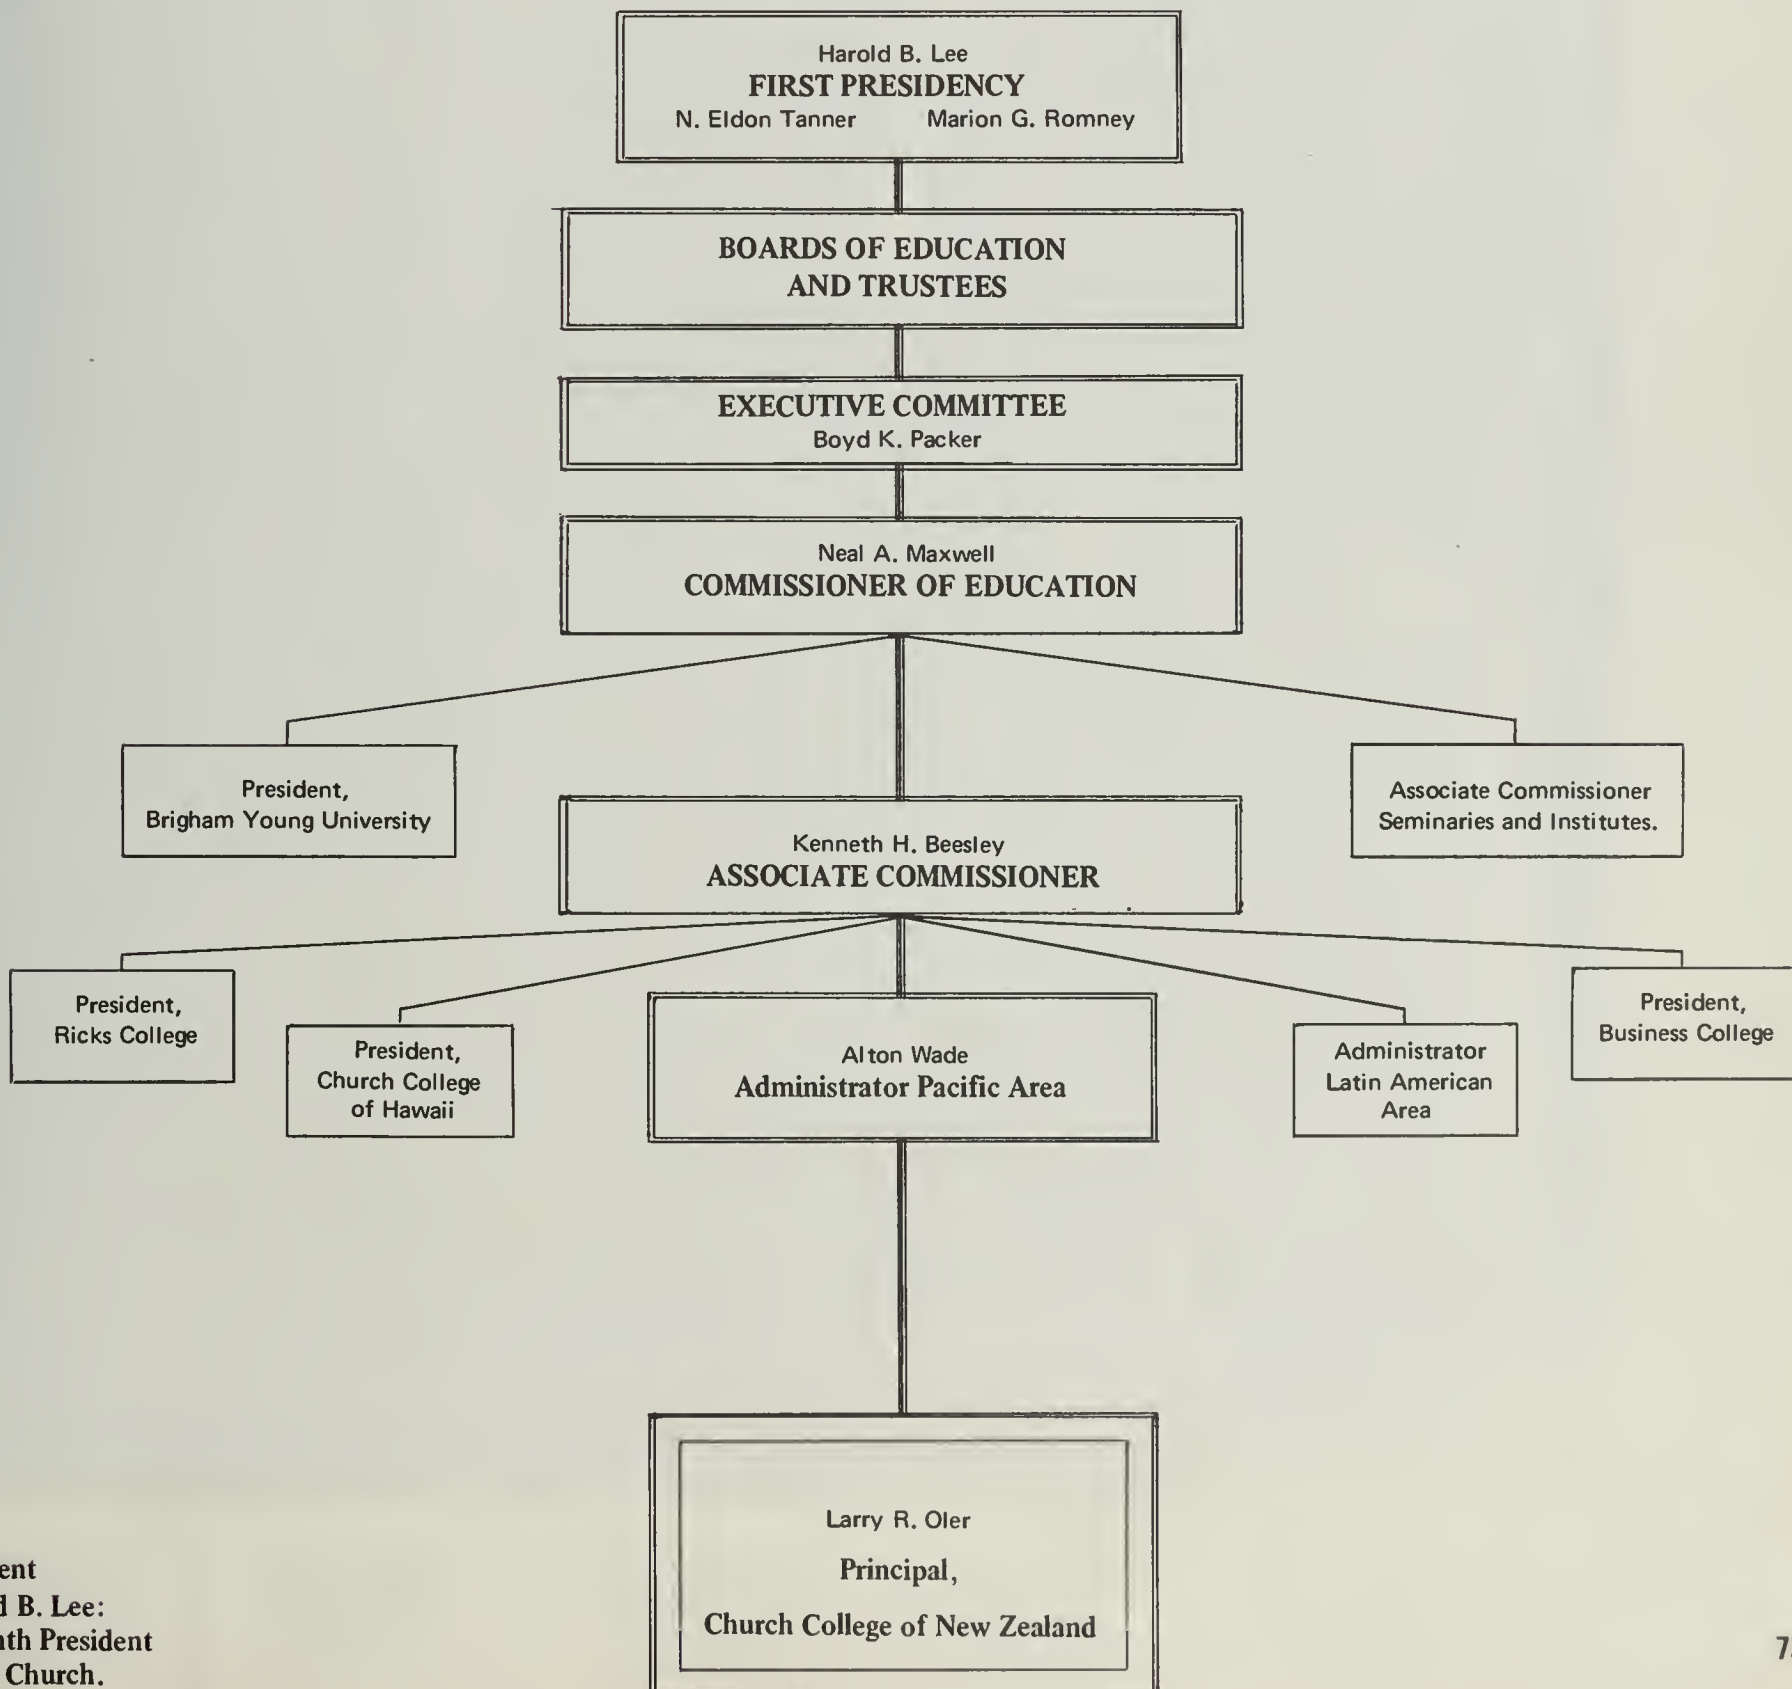 Harold B. Lee
FIRST PRESIDENCY
N. Eldon Tanner Marion G. Romney
BOARDS OF EDUCATION
AND TRUSTEES
EXECUTIVE COMMITTEE
Boyd K. Packer
Neal A. Maxwell
COMMISSIONER OF EDUCATION
President,
Brigham Young University
Kenneth H. Beesley
ASSOCIATE COMMISSIONER
Associate Commissioner
Seminaries and Institutes.
President,
Ricks College
President,
Church College
of Hawaii
Alton Wade
Administrator Pacific Area
Administrator
Latin American
Area
President,
Business College
Larry R. Oler
Principal,
Church College of New Zealand
B. Lee:
President
Church.